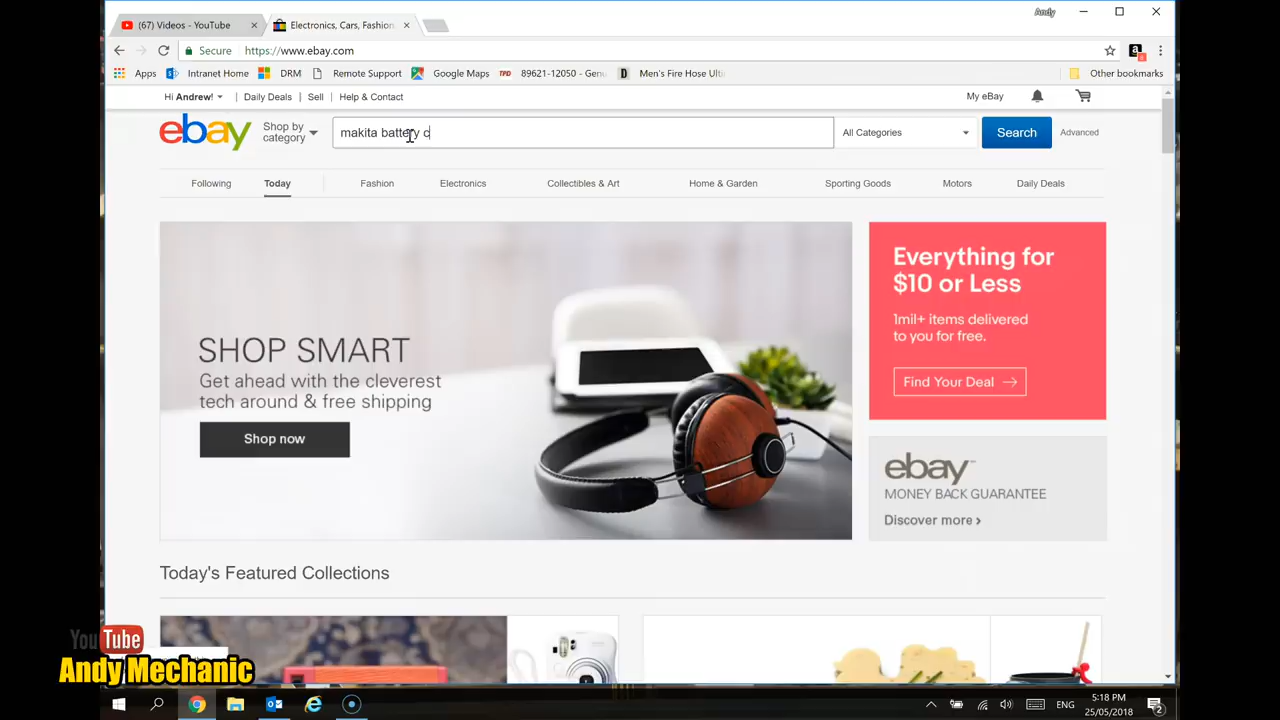 Andy
(67) Videos - YouTube
Electronics, Cars, Fashion
Secure
https://www.ebay.com
Apps
Intranet Home
DRM
Remote Support
Google Maps
TPD
89621-12050 - Genu
D
Men's Fire Hose Ulti
Other bookmarks
Hi Andrew!
Daily Deals
Sell
Help & Contact
My eBay
ebay
Shop by
category
makita battery c
All Categories
Search
Advanced
Following
Today
Fashion
Electronics
Collectibles & Art
Home & Garden
Sporting Goods
Motors
Daily Deals
SHOP SMART
Get ahead with the cleverest
tech around & free shipping
Shop now
Everything for
$10 or Less
1mil+ items delivered
to you for free.
Find Your Deal
ebay
MONEY BACK GUARANTEE
Discover more
Today's Featured Collections
YouTube
Andy Mechanic
ENG
5:18 PM
25/05/2018
2